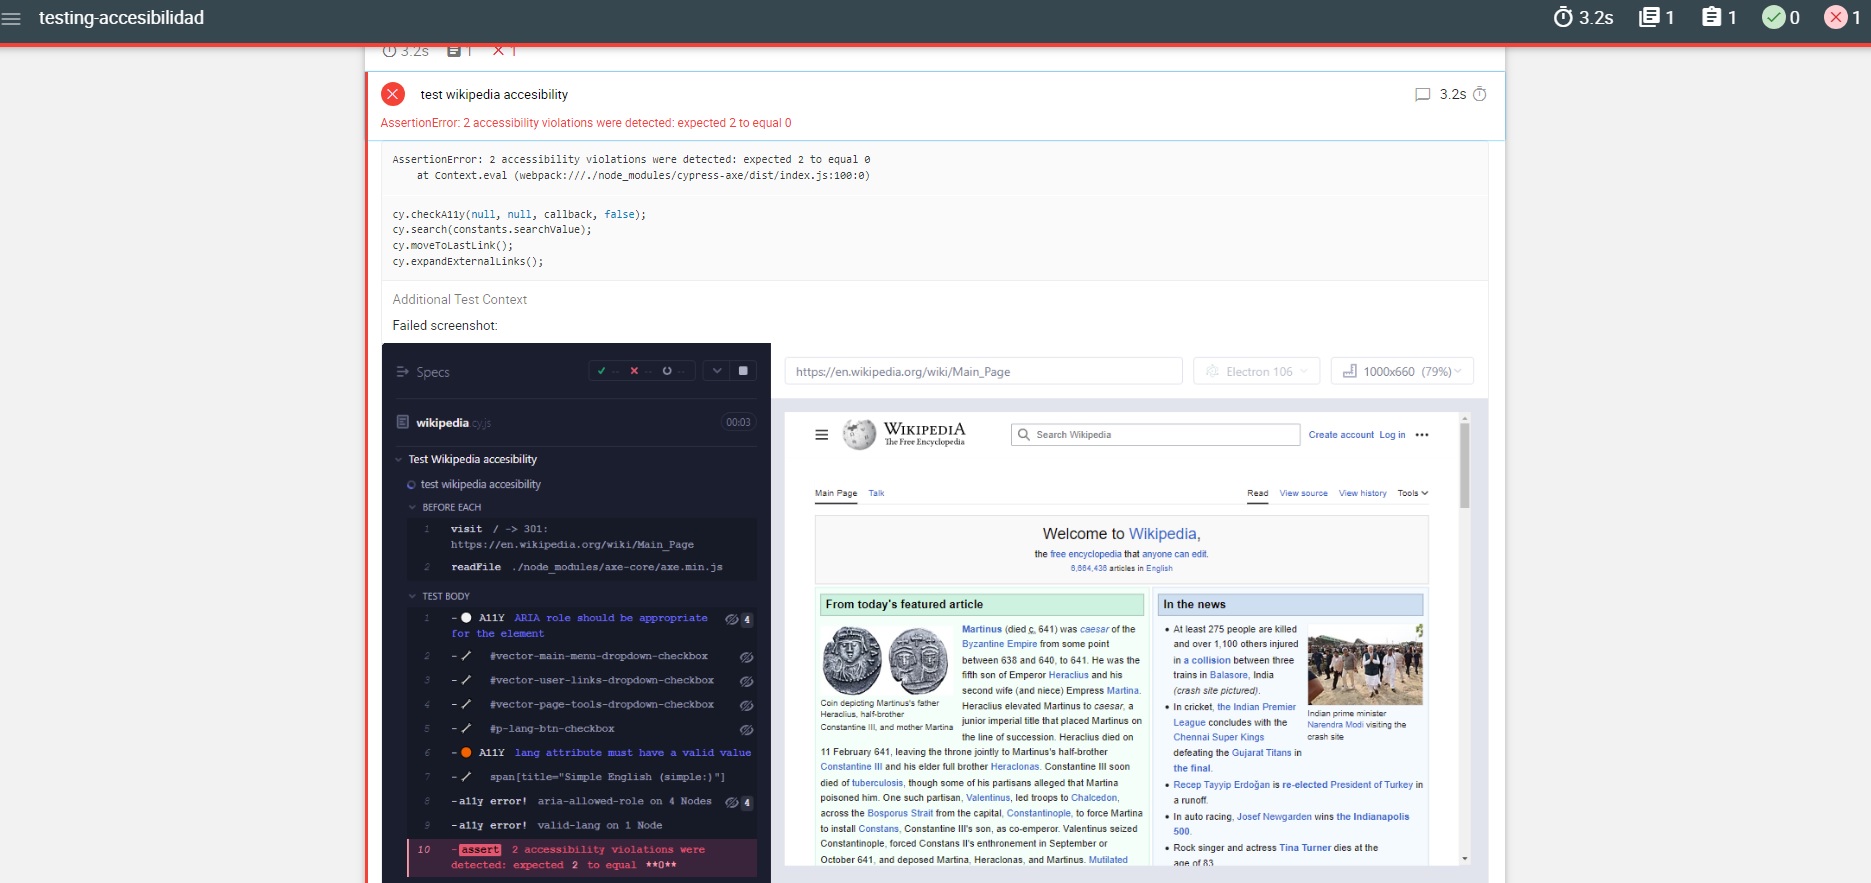 testing-accesibilidad
3.2s 1 1 0 1
3.2s 1 1
test wikipedia accesibility
3.2s
AssertionError: 2 accessibility violations were detected: expected 2 to equal 0
AssertionError: 2 accessibility violations were detected: expected 2 to equal 0
at Context.eval (webpack:///./node_modules/cypress-axe/dist/index.js:100:0)
cy.checkA11y(null, null, callback, false);
cy.search(constants.searchValue);
cy.moveToLastLink();
cy.expandExternalLinks();
Additional Test Context
Failed screenshot:
Specs
-- -- --
wikipedia.cy.js
00:03
Test Wikipedia accesibility
test wikipedia accesibility
BEFORE EACH
1 visit / -> 301:
https://en.wikipedia.org/wiki/Main_Page
2 readFile ./node_modules/axe-core/axe.min.js
TEST BODY
1 - A11Y ARIA role should be appropriate 4
for the element
2 - #vector-main-menu-dropdown-checkbox
3 - #vector-user-links-dropdown-checkbox
4 - #vector-page-tools-dropdown-checkbox
5 - #p-lang-btn-checkbox
6 - A11Y lang attribute must have a valid value
7 - span[title="Simple English (simple:)"]
8 -a11y error! aria-allowed-role on 4 Nodes 4
9 -a11y error! valid-lang on 1 Node
10 -assert 2 accessibility violations were
detected: expected 2 to equal **0**
https://en.wikipedia.org/wiki/Main_Page
Electron 106
1000x660 (79%)
WIKIPEDIA
The Free Encyclopedia
Search Wikipedia
Create account Log in
Main Page Talk
Read View source View history Tools
Welcome to Wikipedia,
the free encyclopedia that anyone can edit.
6,664,436 articles in English
From today's featured article
Martinus (died c. 641) was caesar of the
Byzantine Empire from some point
between 638 and 640, to 641. He was the
fifth son of Emperor Heraclius and his
second wife (and niece) Empress Martina.
Heraclius elevated Martinus to caesar, a
junior imperial title that placed Martinus on
the line of succession. Heraclius died on
11 February 641, leaving the throne jointly to Martinus's half-brother
Constantine III and his elder full brother Heraclonas. Constantine III soon
died of tuberculosis, though some of his partisans alleged that Martina
poisoned him. One such partisan, Valentinus, led troops to Chalcedon,
across the Bosporus Strait from the capital, Constantinople, to force Martina
to install Constans, Constantine III's son, as co-emperor. Valentinus seized
Constantinople, forced Constans II's enthronement in September or
October 641, and deposed Martina, Heraclonas, and Martinus. Mutilated
Coin depicting Martinus's father
Heraclius, half-brother
Constantine III, and mother Martina
In the news
• At least 275 people are killed
and over 1,100 others injured
in a collision between three
trains in Balasore, India
(crash site pictured).
• In cricket, the Indian Premier
League concludes with the
Chennai Super Kings
defeating the Gujarat Titans in
the final.
• Recep Tayyip Erdoğan is re-elected President of Turkey in
a runoff.
• In auto racing, Josef Newgarden wins the Indianapolis
500.
• Rock singer and actress Tina Turner dies at the
age of 83.
Indian prime minister
Narendra Modi visiting the
crash site